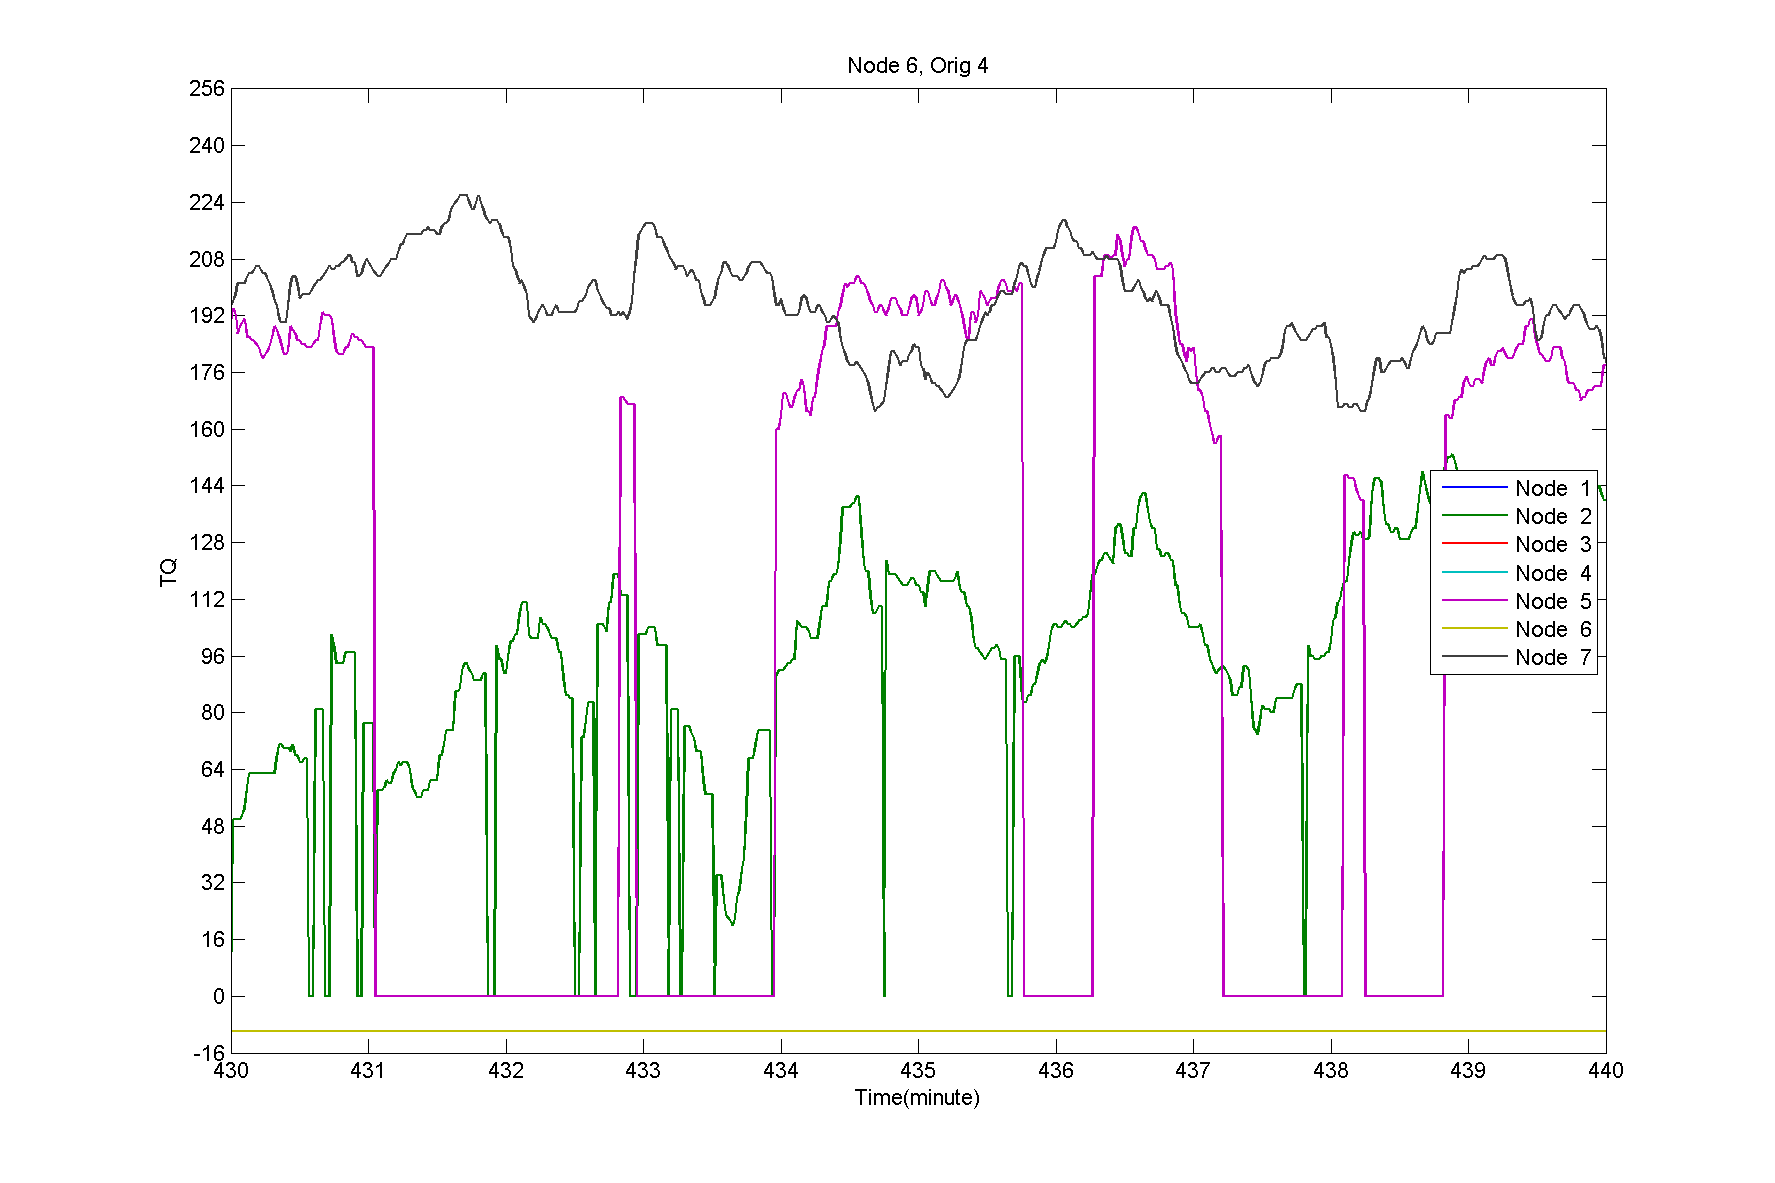 Node 6, Orig 4
256
240
224
208
192
176
160
144
128
112
96
80
64
48
32
16
0
-16
TQ
Node 1
Node 2
Node 3
Node 4
Node 5
Node 6
Node 7
430 431 432 433 434 435 436 437 438 439 440
Time(minute)